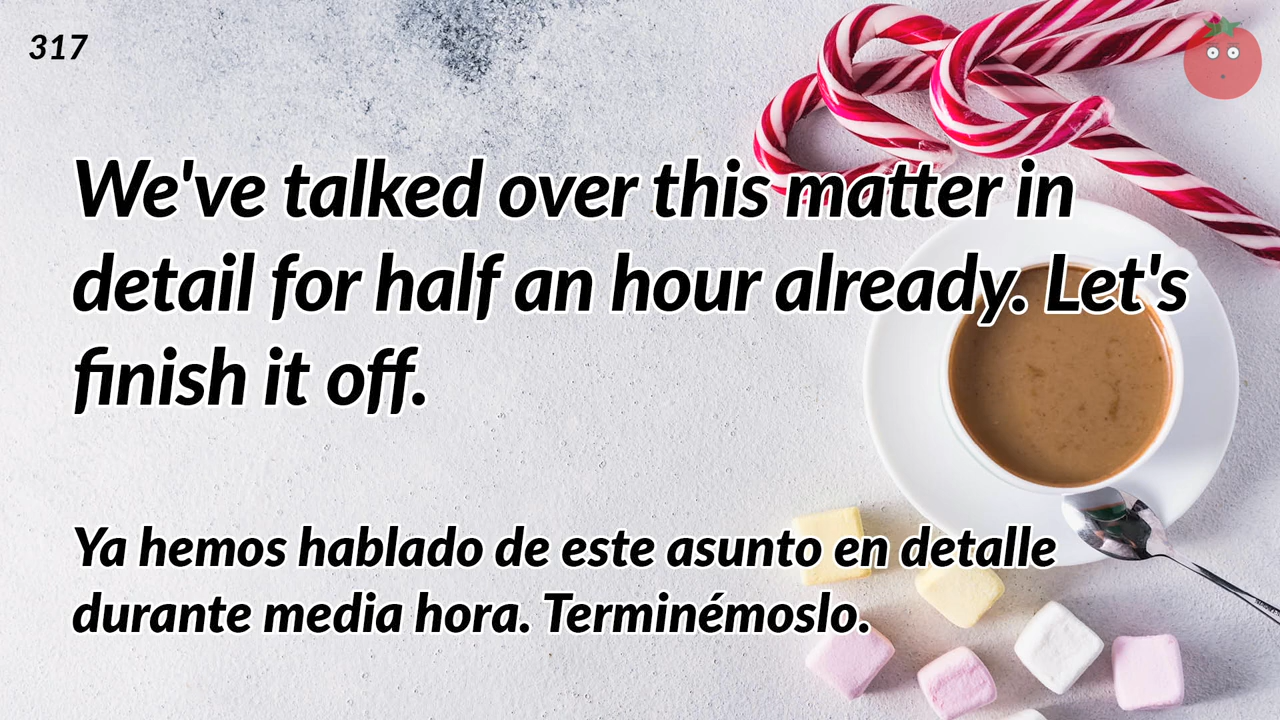 317
We've talked over this matter in
detail for half an hour already. Let's
finish it off.
Ya hemos hablado de este asunto en detalle
durante media hora. Terminémoslo.